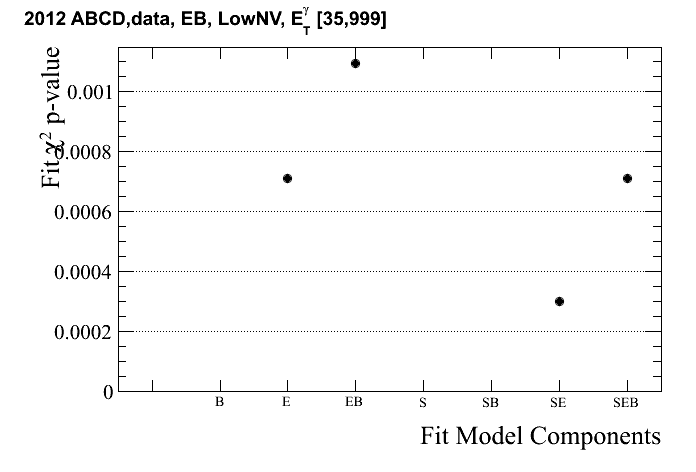 2012 ABCD,data, EB, LowNV, E_T^γ [35,999]
Fit χ² p-value
0.001
0.0008
0.0006
0.0004
0.0002
0
B E EB S SB SE SEB
Fit Model Components